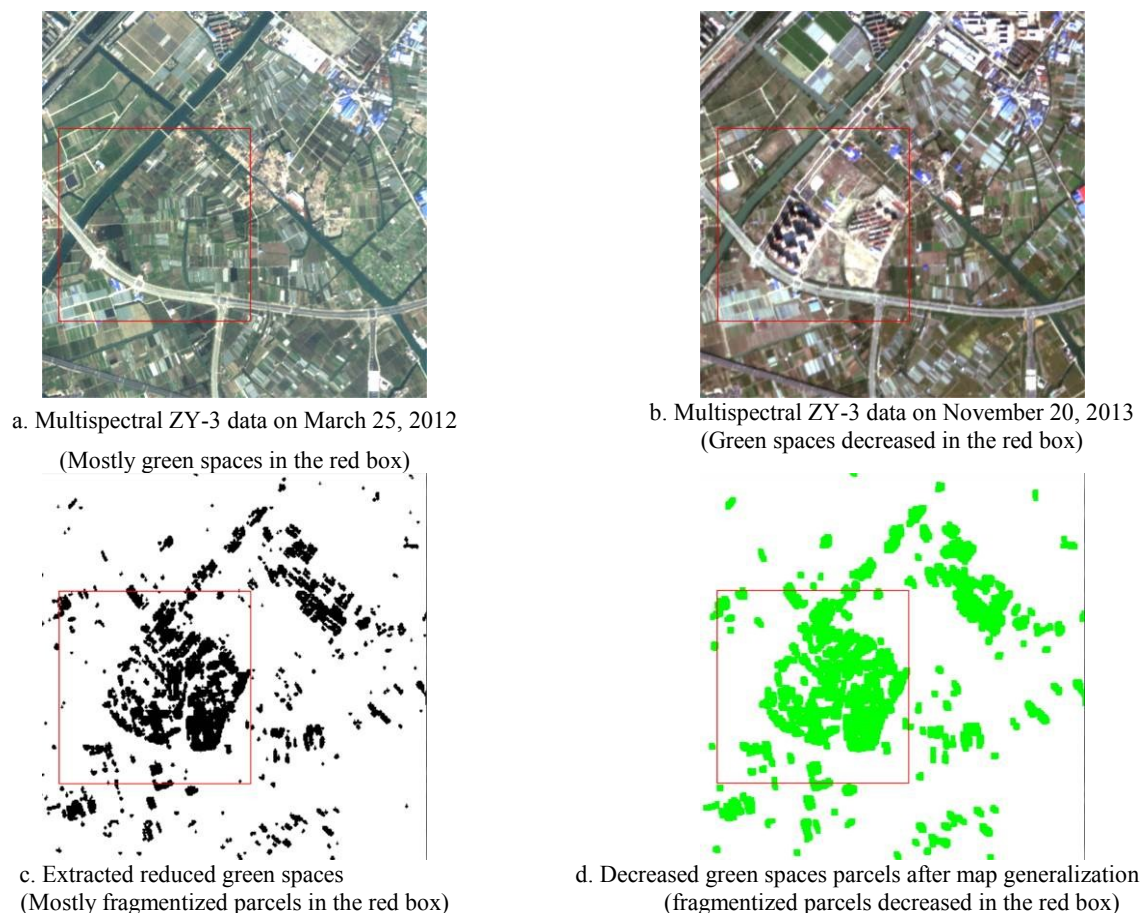 a. Multispectral ZY-3 data on March 25, 2012
(Mostly green spaces in the red box)
b. Multispectral ZY-3 data on November 20, 2013
(Green spaces decreased in the red box)
c. Extracted reduced green spaces
(Mostly fragmentized parcels in the red box)
d. Decreased green spaces parcels after map generalization
(fragmentized parcels decreased in the red box)